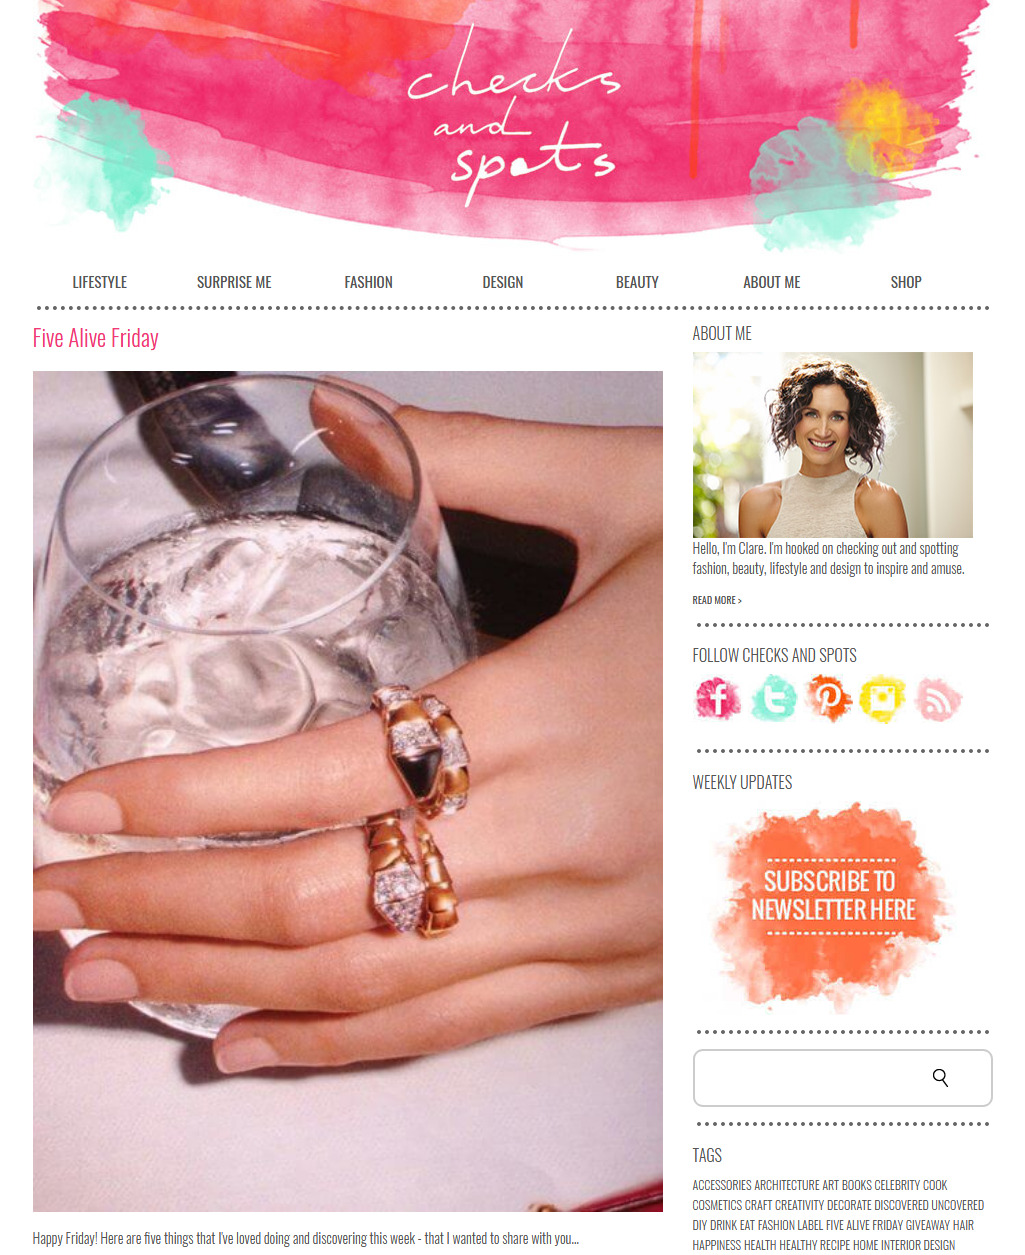 checks
and
spots
LIFESTYLE SURPRISE ME FASHION DESIGN BEAUTY ABOUT ME SHOP
Five Alive Friday
Happy Friday! Here are five things that I've loved doing and discovering this week - that I wanted to share with you...
ABOUT ME
Hello, I'm Clare. I'm hooked on checking out and spotting
fashion, beauty, lifestyle and design to inspire and amuse.
READ MORE >
FOLLOW CHECKS AND SPOTS
WEEKLY UPDATES
SUBSCRIBE TO
NEWSLETTER HERE
TAGS
ACCESSORIES ARCHITECTURE ART BOOKS CELEBRITY COOK
COSMETICS CRAFT CREATIVITY DECORATE DISCOVERED UNCOVERED
DIY DRINK EAT FASHION LABEL FIVE ALIVE FRIDAY GIVEAWAY HAIR
HAPPINESS HEALTH HEALTHY RECIPE HOME INTERIOR DESIGN